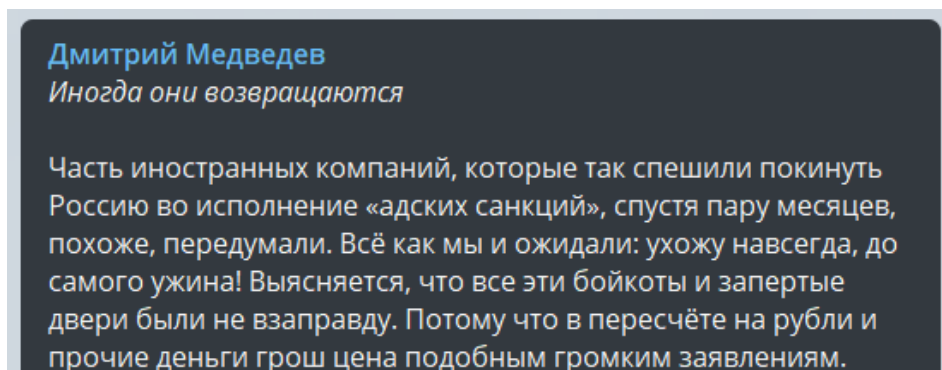 Дмитрий Медведев
Иногда они возвращаются
Часть иностранных компаний, которые так спешили покинуть
Россию во исполнение «адских санкций», спустя пару месяцев,
похоже, передумали. Всё как мы и ожидали: ухожу навсегда, до
самого ужина! Выясняется, что все эти бойкоты и запертые
двери были не взаправду. Потому что в пересчёте на рубли и
прочие деньги грош цена подобным громким заявлениям.